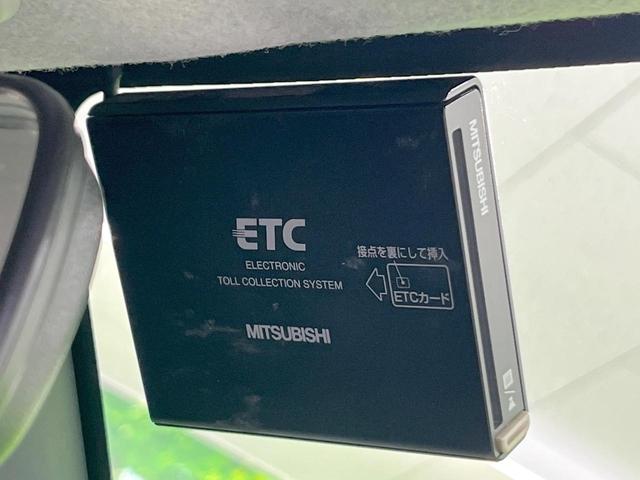 ETC
ELECTRONIC
TOLL COLLECTION SYSTEM
MITSUBISHI
接点を裏にして挿入
ETCカード
MITSUBISHI